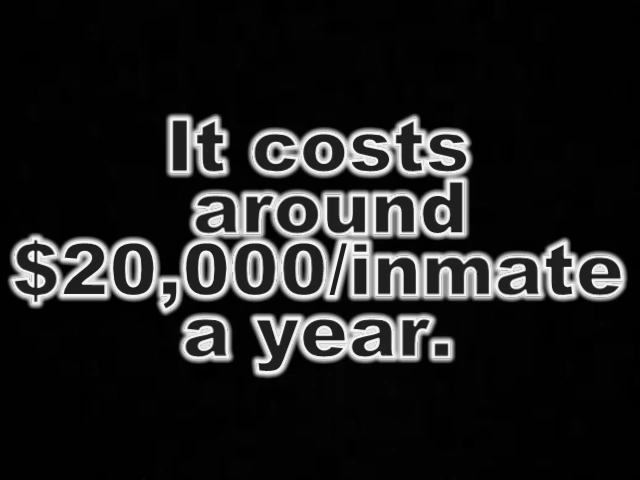 It costs
around
$20,000/inmate
a year.